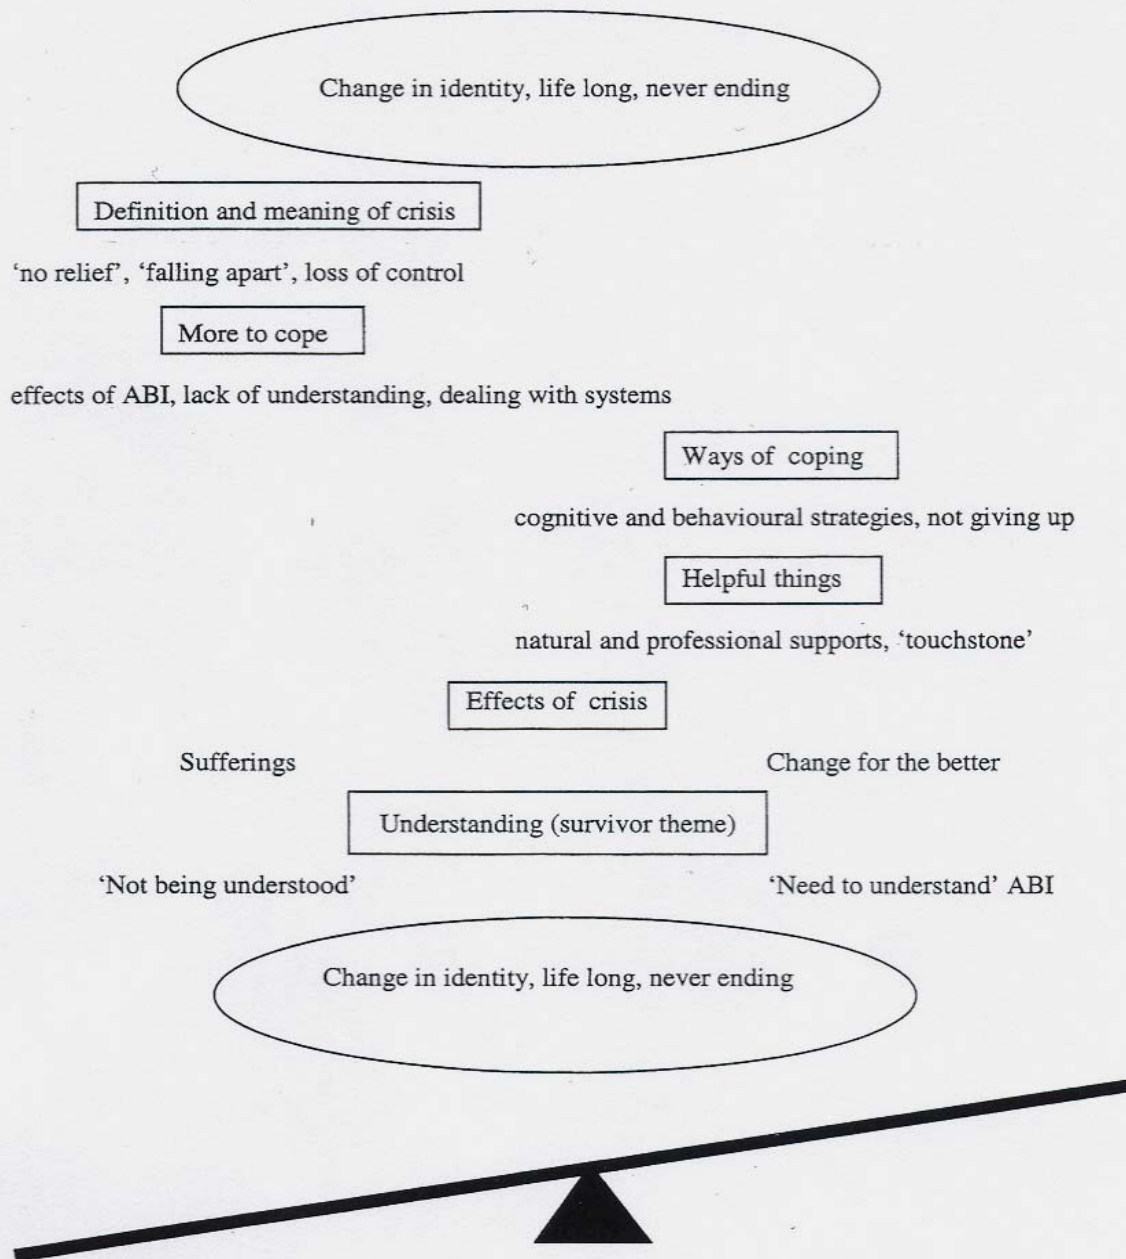 Change in identity, life long, never ending
Definition and meaning of crisis
‘no relief’, ‘falling apart’, loss of control
More to cope
effects of ABI, lack of understanding, dealing with systems
Ways of coping
cognitive and behavioural strategies, not giving up
Helpful things
natural and professional supports, ‘touchstone’
Effects of crisis
Sufferings
Change for the better
Understanding (survivor theme)
‘Not being understood’
‘Need to understand’ ABI
Change in identity, life long, never ending